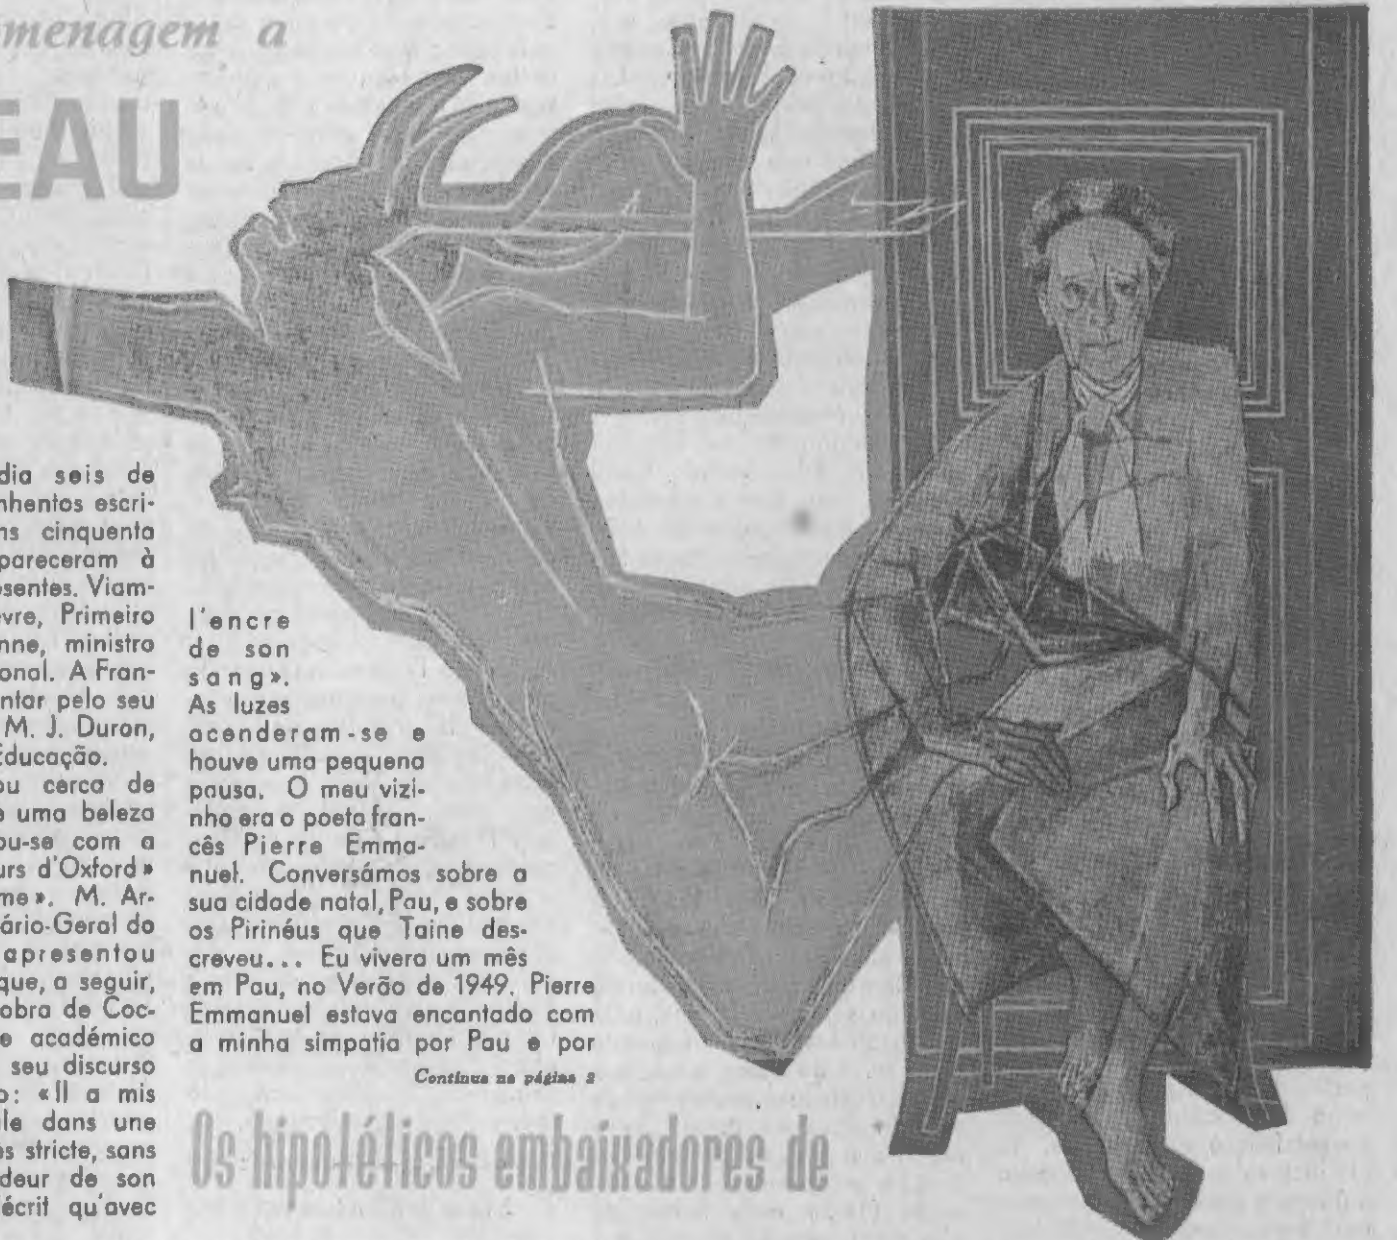 menagem a
EAU
dia seis de
nhentos escri-
ns cinquenta
pareceram à
sentes. Viam-
vre, Primeiro
nne, ministro
onal. A Fran-
ntar pelo seu
M. J. Duron,
Educação.
ou cerca de
e uma beleza
ou-se com a
urs d'Oxford»
me». M. Ar-
ário-Geral do
apresentou
que, a seguir,
obra de Coc-
e académico
seu discurso
o: «Il a mis
le dans une
s stricte, sans
deur de son
écrit qu'avec
l'encre
de son
sang».
As luzes
acenderam-se e
houve uma pequena
pausa. O meu vizi-
nho era o poeta fran-
cês Pierre Emma-
nuel. Conversámos sobre a
sua cidade natal, Pau, e sobre
os Pirinéus que Taine des-
creveu... Eu vivera um mês
em Pau, no Verão de 1949. Pierre
Emmanuel estava encantado com
a minha simpatia por Pau e por
Continua na página 2
Os hipotéticos embaixadores de